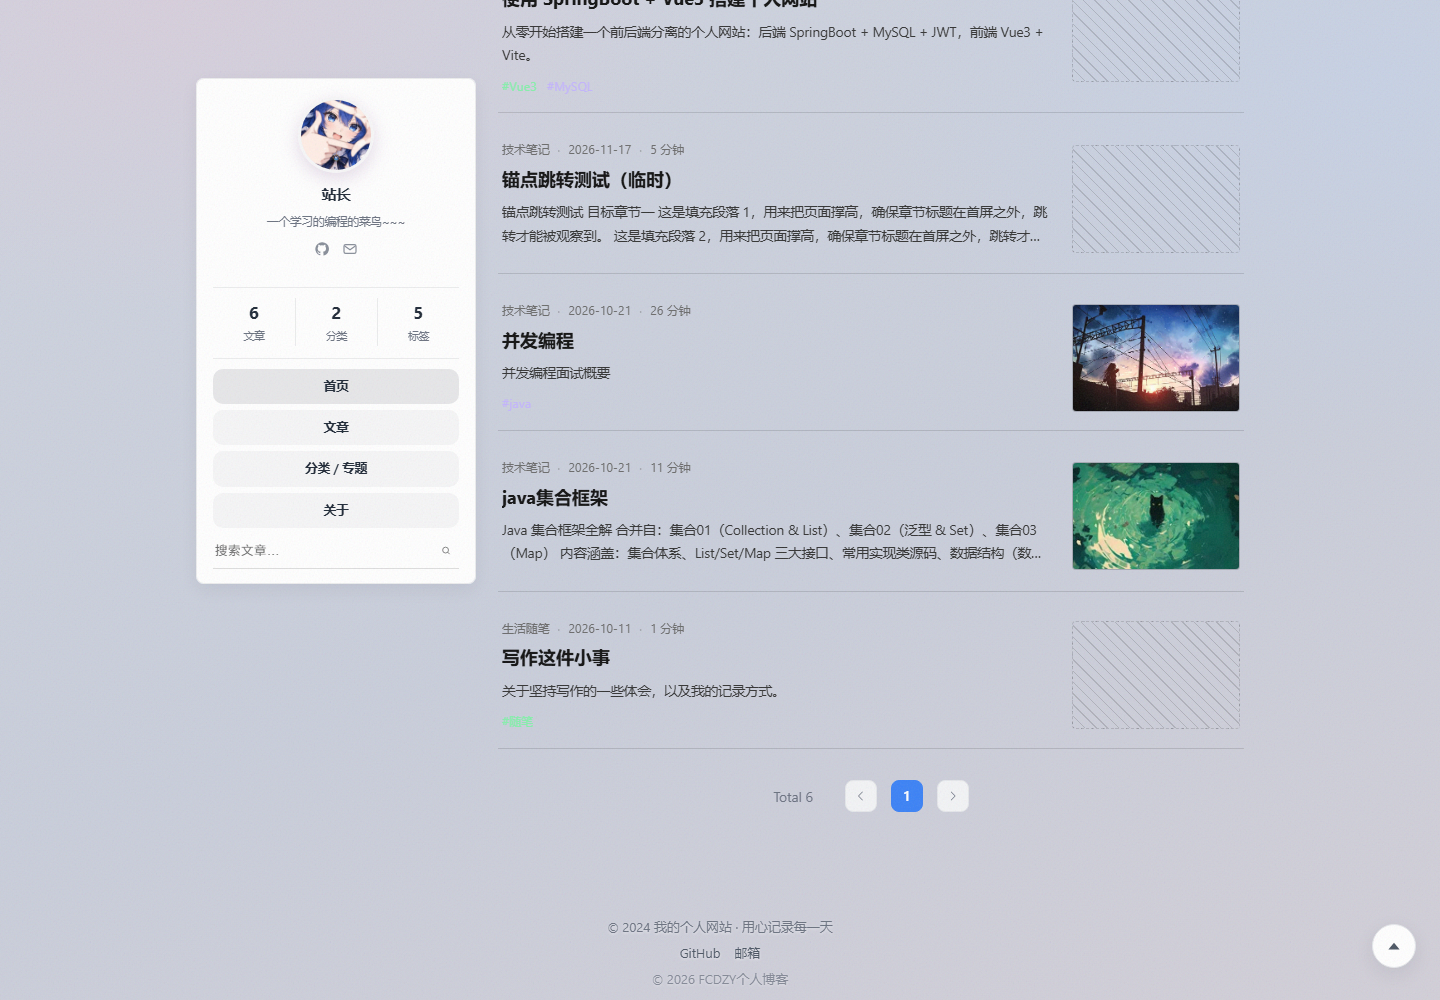 使用 SpringBoot + Vue3 搭建个人网站
从零开始搭建一个前后端分离的个人网站：后端 SpringBoot + MySQL + JWT，前端 Vue3 +
Vite。
#Vue3 #MySQL
站长
一个学习的编程的菜鸟~~~
6 2 5
文章 分类 标签
首页
文章
分类 / 专题
关于
搜索文章...
技术笔记 · 2026-11-17 · 5 分钟
锚点跳转测试（临时）
锚点跳转测试 目标章节一 这是填充段落 1，用来把页面撑高，确保章节标题在首屏之外，跳
转才能被观察到。 这是填充段落 2，用来把页面撑高，确保章节标题在首屏之外，跳转才...
技术笔记 · 2026-10-21 · 26 分钟
并发编程
并发编程面试概要
#java
技术笔记 · 2026-10-21 · 11 分钟
java集合框架
Java 集合框架全解 合并自：集合01（Collection & List）、集合02（泛型 & Set）、集合03
（Map） 内容涵盖：集合体系、List/Set/Map 三大接口、常用实现类源码、数据结构（数...
生活随笔 · 2026-10-11 · 1 分钟
写作这件小事
关于坚持写作的一些体会，以及我的记录方式。
Total 6 1
© 2024 我的个人网站 · 用心记录每一天
GitHub 邮箱
© 2026 FCDZY个人博客